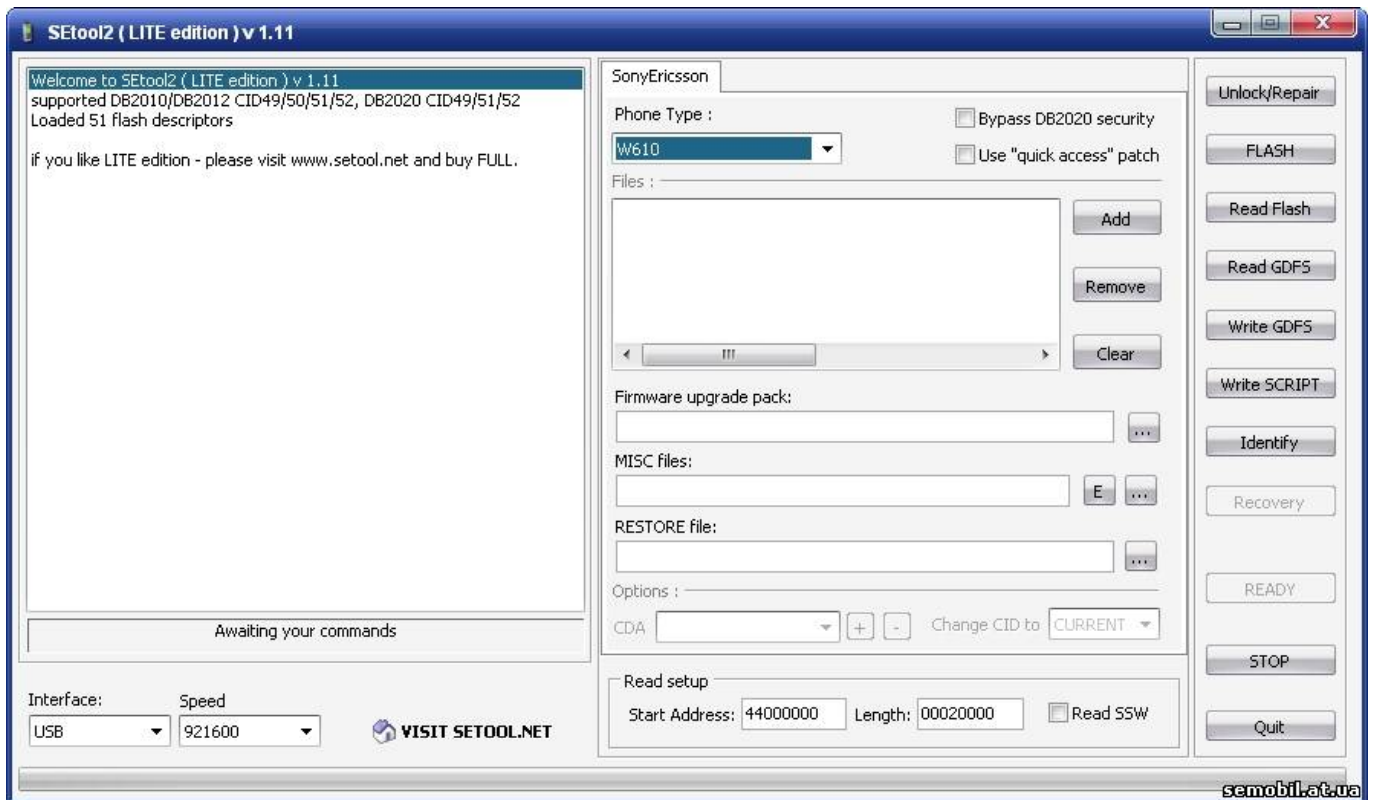 SEtool2 ( LITE edition ) v 1.11
Welcome to SEtool2 ( LITE edition ) v 1.11
supported DB2010/DB2012 CID49/50/51/52, DB2020 CID49/51/52
Loaded 51 flash descriptors
if you like LITE edition - please visit www.setool.net and buy FULL.
Awaiting your commands
Interface:
Speed
USB
921600
VISIT SETOOL.NET
SonyEricsson
Phone Type :
W610
Bypass DB2020 security
Use "quick access" patch
Files :
Add
Remove
Clear
Firmware upgrade pack:
...
MISC files:
E
...
RESTORE file:
...
Options :
CDA
+
-
Change CID to
CURRENT
Read setup
Start Address:
44000000
Length:
00020000
Read SSW
Unlock/Repair
FLASH
Read Flash
Read GDFS
Write GDFS
Write SCRIPT
Identify
Recovery
READY
STOP
Quit
semobil.at.ua